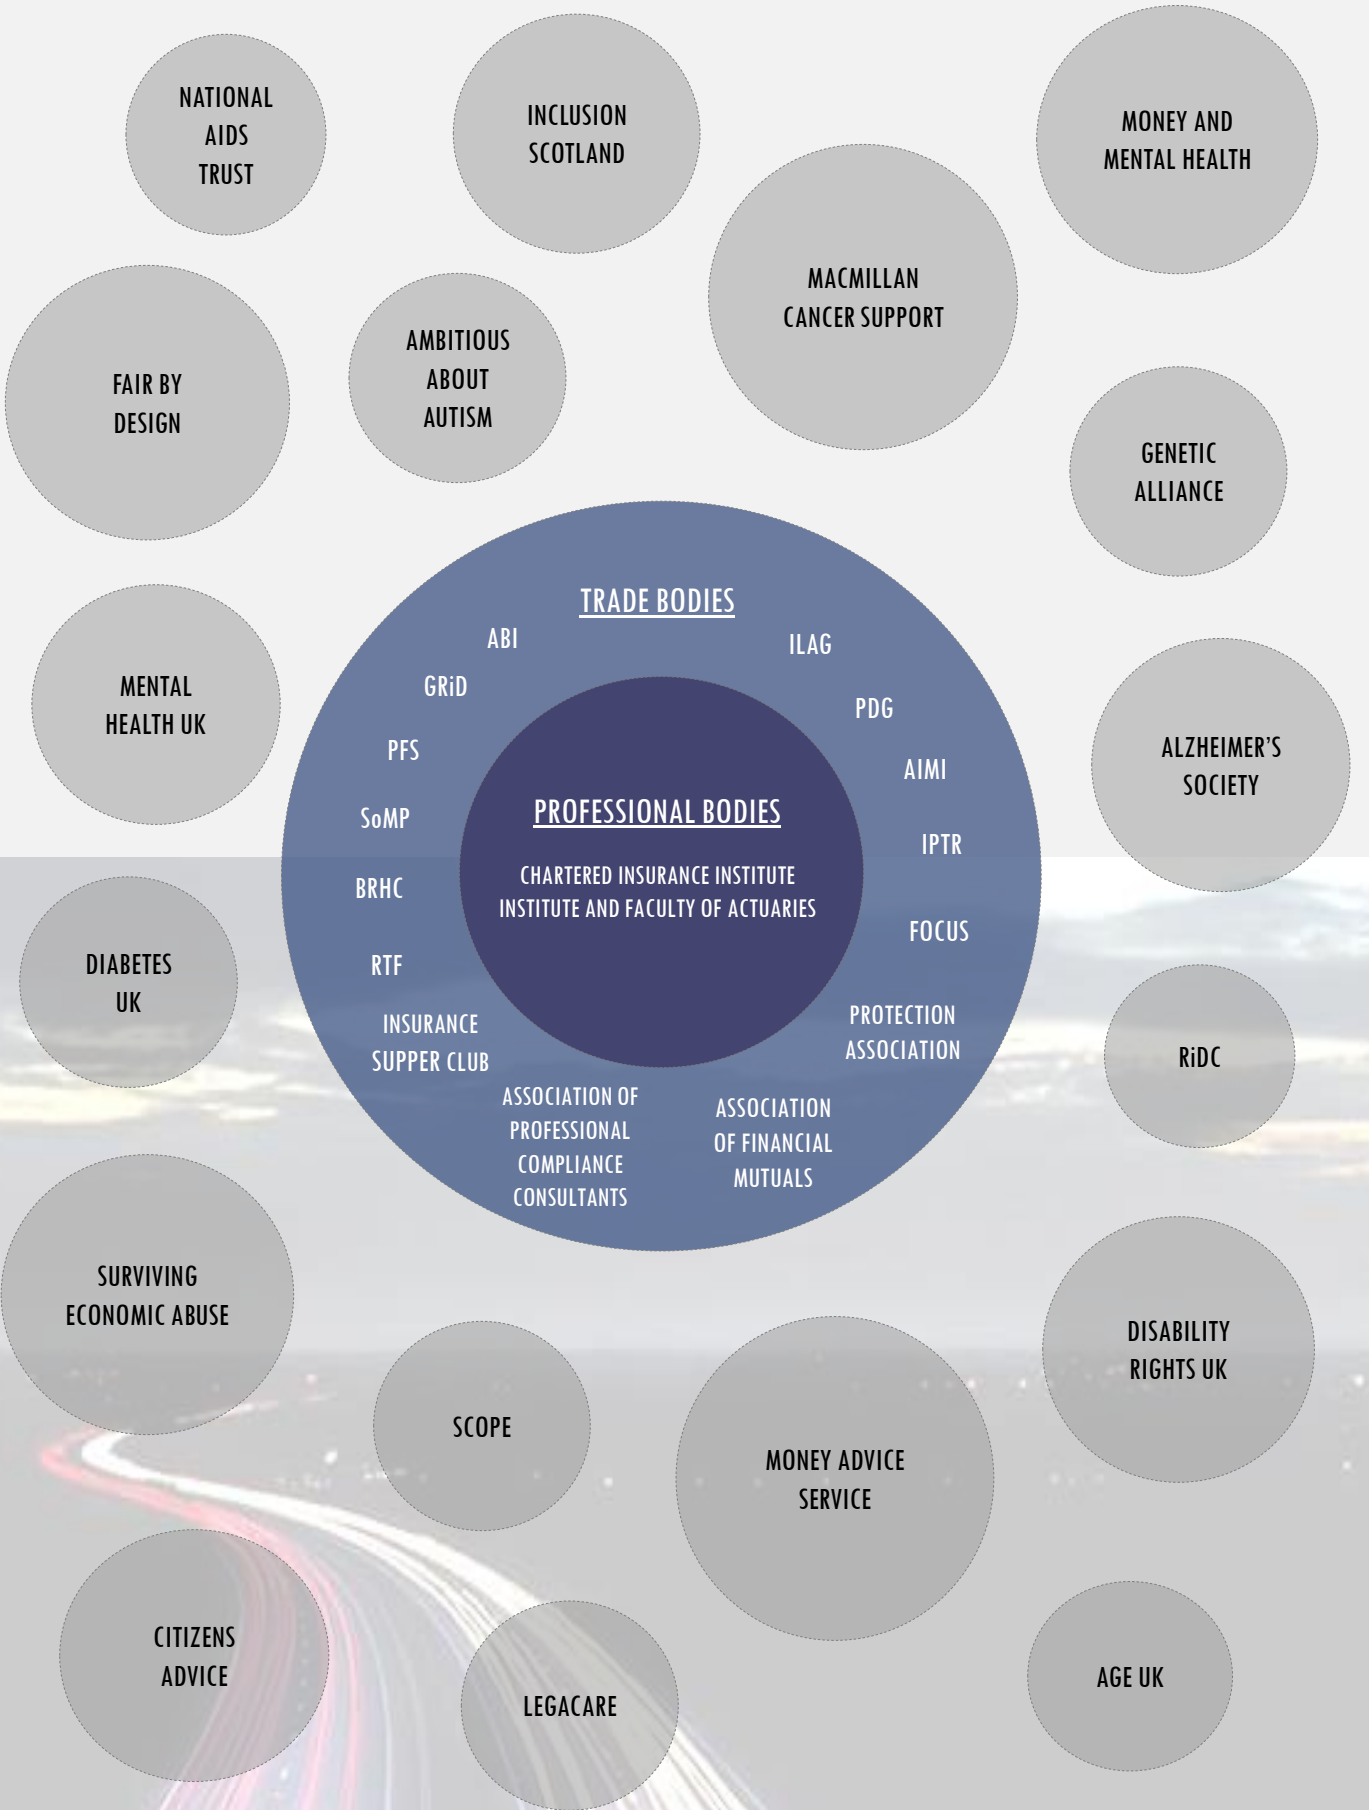 NATIONAL
AIDS
TRUST
INCLUSION
SCOTLAND
MONEY AND
MENTAL HEALTH
MACMILLAN
CANCER SUPPORT
FAIR BY
DESIGN
AMBITIOUS
ABOUT
AUTISM
GENETIC
ALLIANCE
TRADE BODIES
ABI
GRiD
PFS
SoMP
BRHC
RTF
INSURANCE
SUPPER CLUB
ASSOCIATION OF
PROFESSIONAL
COMPLIANCE
CONSULTANTS
ILAG
PDG
AIMI
IPTR
FOCUS
PROTECTION
ASSOCIATION
ASSOCIATION
OF FINANCIAL
MUTUALS
PROFESSIONAL BODIES
CHARTERED INSURANCE INSTITUTE
INSTITUTE AND FACULTY OF ACTUARIES
MENTAL
HEALTH UK
ALZHEIMER'S
SOCIETY
DIABETES
UK
RiDC
SURVIVING
ECONOMIC ABUSE
DISABILITY
RIGHTS UK
SCOPE
MONEY ADVICE
SERVICE
CITIZENS
ADVICE
LEGACARE
AGE UK